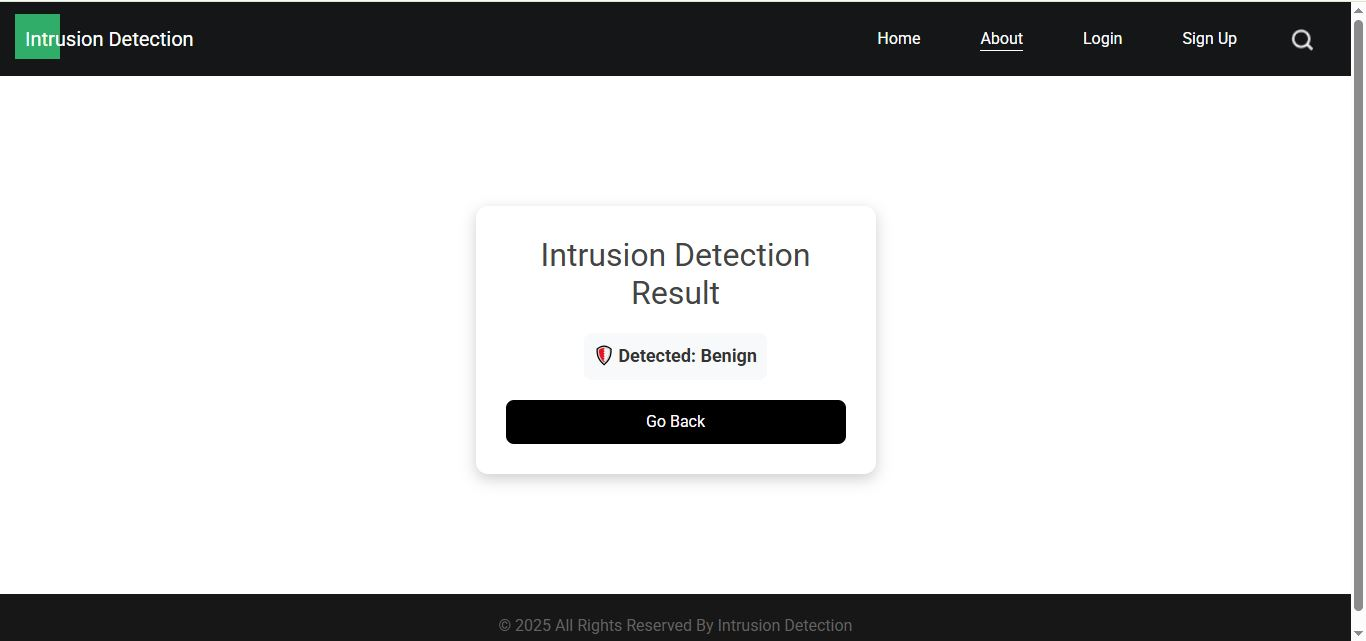 Intrusion Detection
Home
About
Login
Sign Up
Intrusion Detection
Result
Detected: Benign
Go Back
© 2025 All Rights Reserved By Intrusion Detection